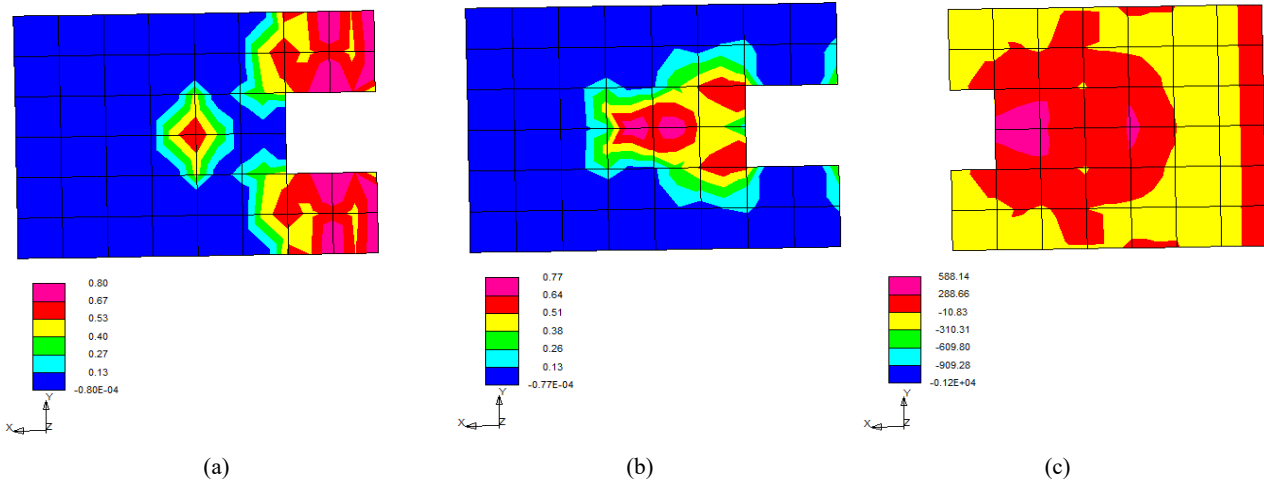 0.80
0.67
0.53
0.40
0.27
0.13
-0.80E-04
Y
X
Z
(a)
0.77
0.64
0.51
0.38
0.26
0.13
-0.77E-04
Y
X
Z
(b)
588.14
288.66
-10.83
-310.31
-609.80
-909.28
-0.12E+04
Y
X
Z
(c)